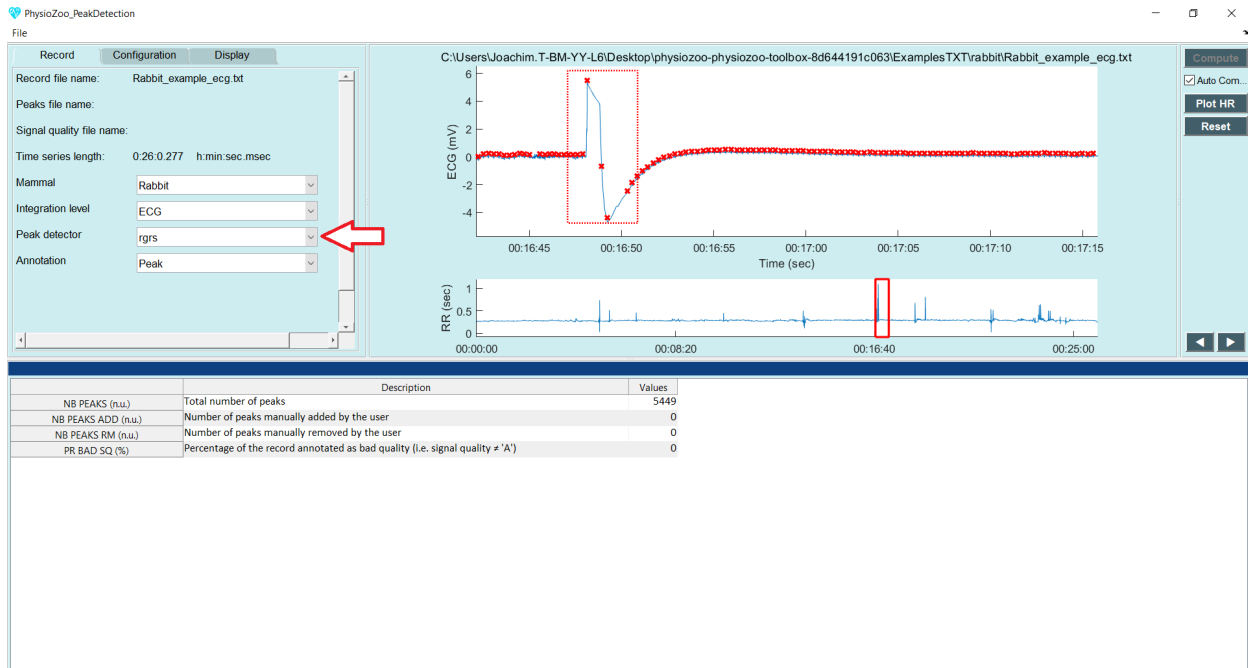 PhysioZoo_PeakDetection
File
Record Configuration Display
Record file name: Rabbit_example_ecg.txt
Peaks file name:
Signal quality file name:
Time series length: 0:26:0.277 h:min:sec.msec
Mammal Rabbit
Integration level ECG
Peak detector rgrs
Annotation Peak
C:\Users\Joachim.T-BM-YY-L6\Desktop\physiozoo-physiozoo-toolbox-8d644191c063\ExamplesTXT\rabbit\Rabbit_example_ecg.txt
6
4
2
0
-2
-4
ECG (mV)
00:16:45 00:16:50 00:16:55 00:17:00 00:17:05 00:17:10 00:17:15
Time (sec)
1
0.5
0
RR (sec)
00:00:00 00:08:20 00:16:40 00:25:00
Compute
Auto Com...
Plot HR
Reset
Description Values
NB PEAKS (n.u.) Total number of peaks 5449
NB PEAKS ADD (n.u.) Number of peaks manually added by the user 0
NB PEAKS RM (n.u.) Number of peaks manually removed by the user 0
PR BAD SQ (%) Percentage of the record annotated as bad quality (i.e. signal quality ≠ 'A') 0